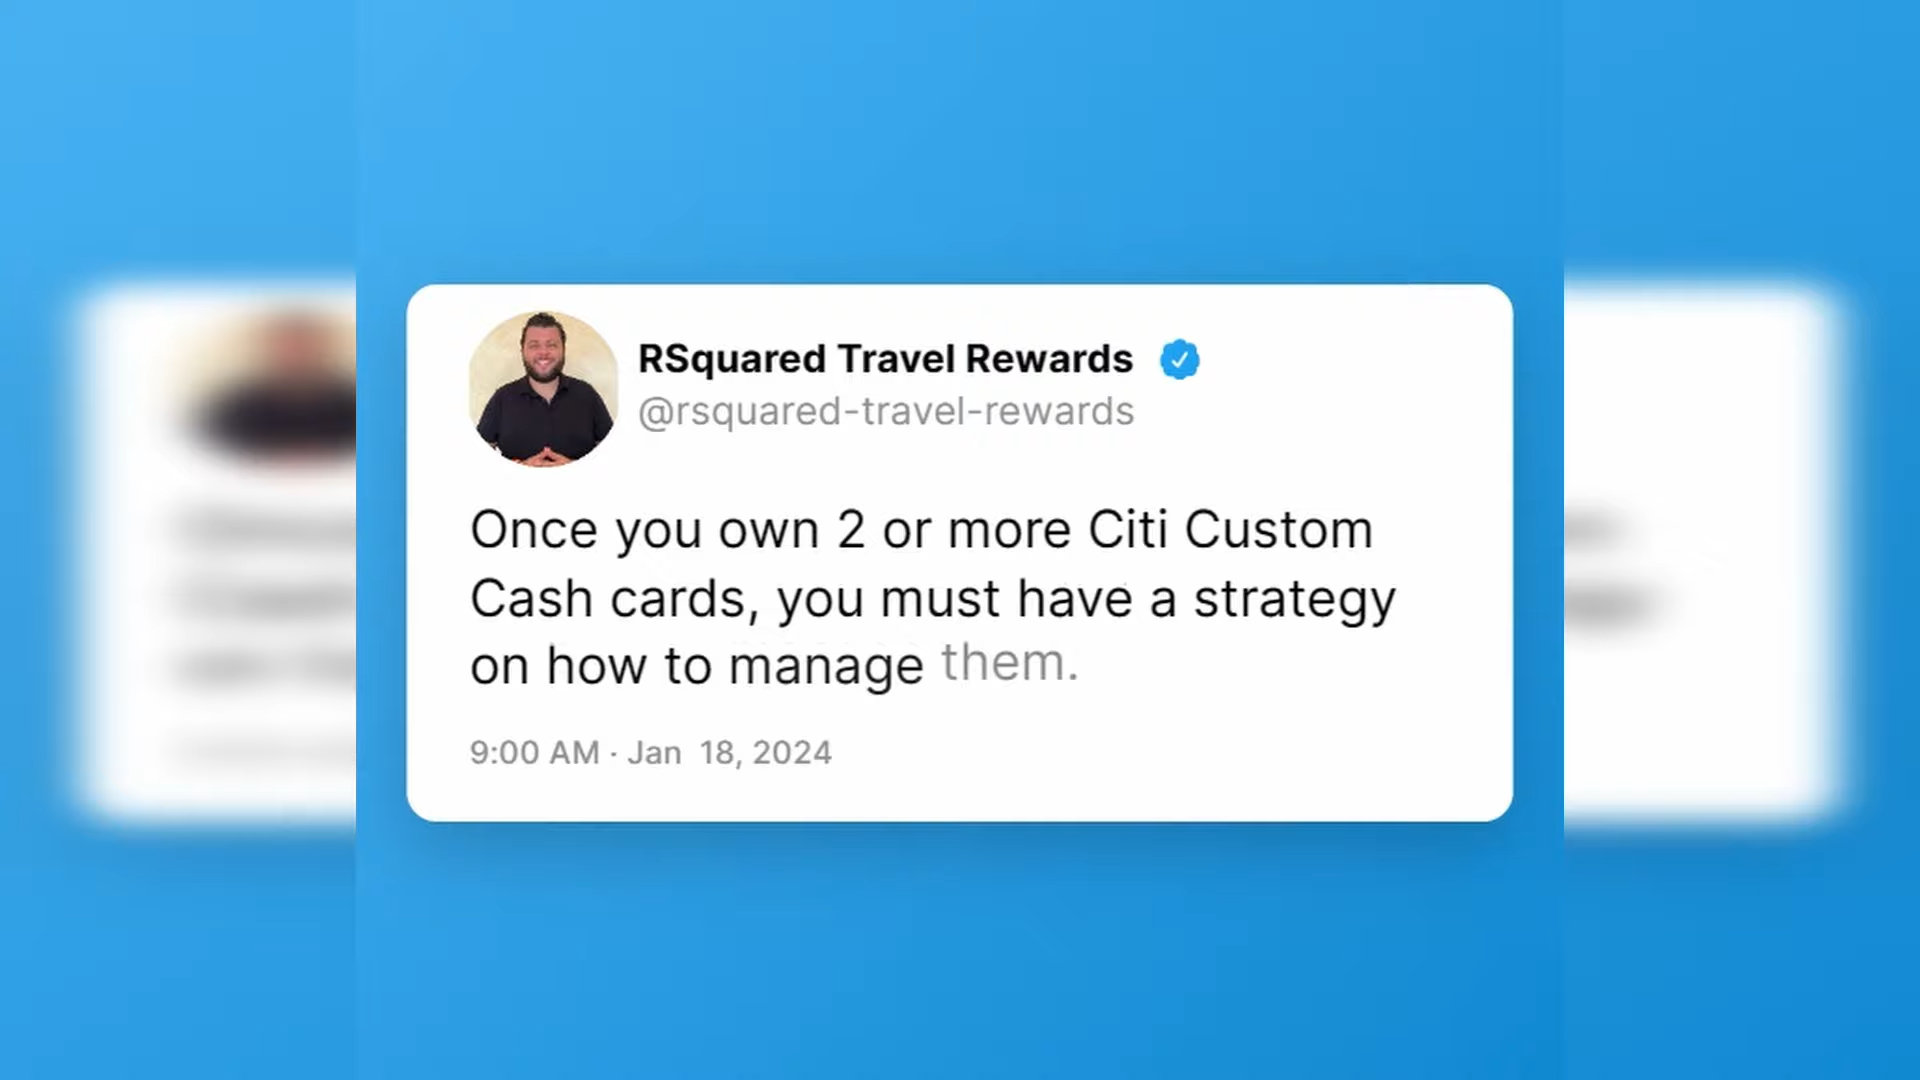 RSquared Travel Rewards
@rsquared-travel-rewards
Once you own 2 or more Citi Custom
Cash cards, you must have a strategy
on how to manage them.
9:00 AM · Jan 18, 2024